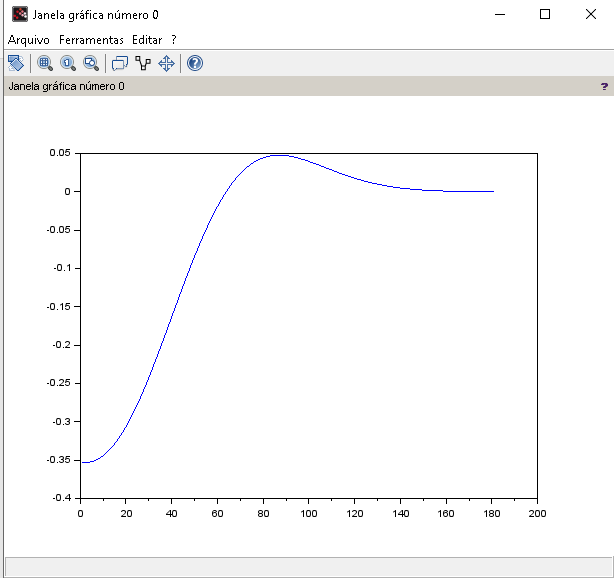 Janela gráfica número 0
Arquivo Ferramentas Editar ?
Janela gráfica número 0 ?
0.05
0
-0.05
-0.1
-0.15
-0.2
-0.25
-0.3
-0.35
-0.4
0 20 40 60 80 100 120 140 160 180 200